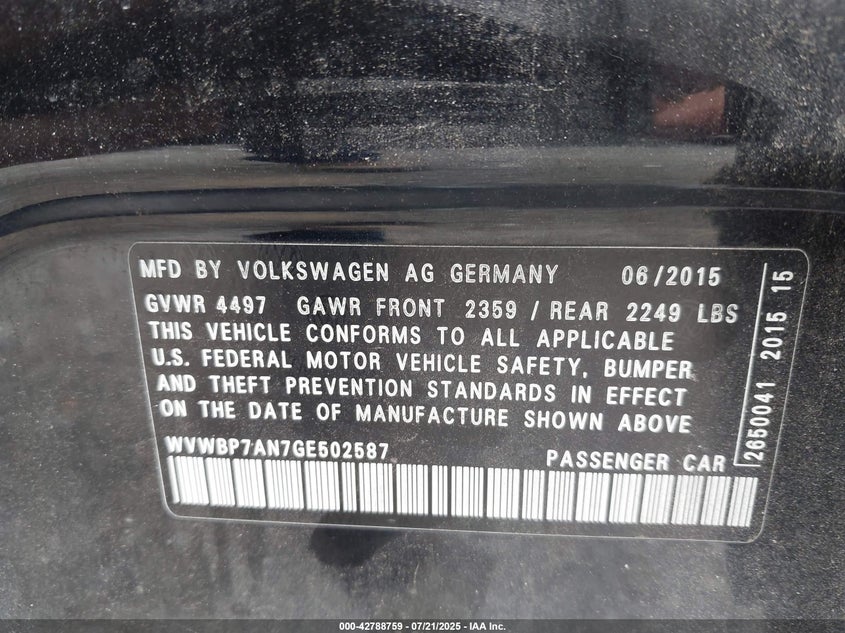 MFD BY VOLKSWAGEN AG GERMANY 06/2015
GVWR 4497 GAWR FRONT 2359 / REAR 2249 LBS
THIS VEHICLE CONFORMS TO ALL APPLICABLE
U.S. FEDERAL MOTOR VEHICLE SAFETY, BUMPER
AND THEFT PREVENTION STANDARDS IN EFFECT
ON THE DATE OF MANUFACTURE SHOWN ABOVE
WVWBP7AN7GE502587 PASSENGER CAR
2650041 2015 15
000-42788759 - 07/21/2025 - IAA Inc.